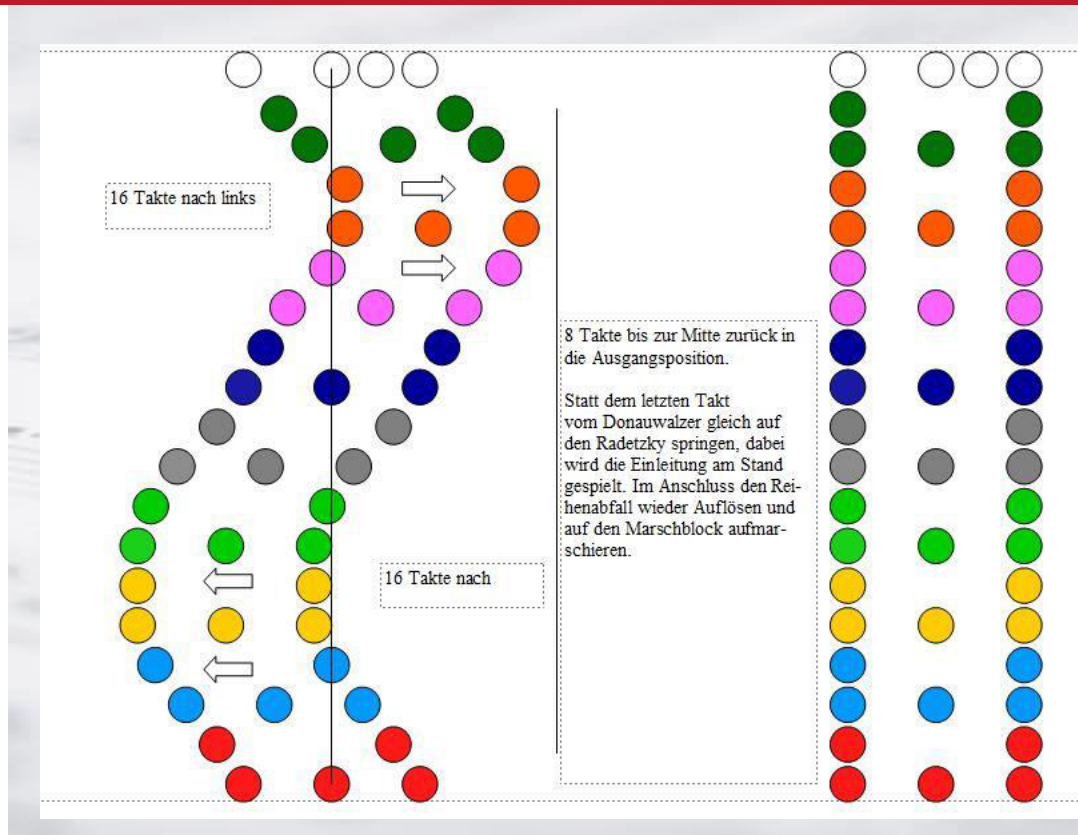 16 Takte nach links
16 Takte nach
8 Takte bis zur Mitte zurück in
die Ausgangsposition.
Statt dem letzten Takt
vom Donauwalzer gleich auf
den Radetzky springen, dabei
wird die Einleitung am Stand
gespielt. Im Anschluss den Rei-
henabfall wieder Auflösen und
auf den Marschblock aufmar-
schieren.